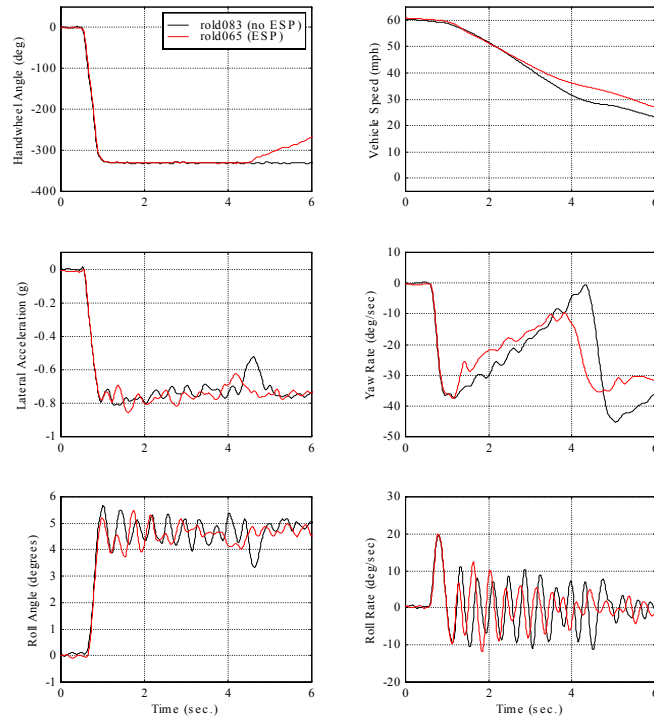 rold083 (no ESP)
rold065 (ESP)
Handwheel Angle (deg)
0
-100
-200
-300
-400
0 2 4 6
Vehicle Speed (mph)
60
50
40
30
20
10
0
0 2 4 6
Lateral Acceleration (g)
0
-0.2
-0.4
-0.6
-0.8
-1
0 2 4 6
Yaw Rate (deg/sec)
10
0
-10
-20
-30
-40
-50
0 2 4 6
Roll Angle (degrees)
6
5
4
3
2
1
0
-1
0 2 4 6
Time (sec.)
Roll Rate (deg/sec)
30
20
10
0
-10
-20
0 2 4 6
Time (sec.)